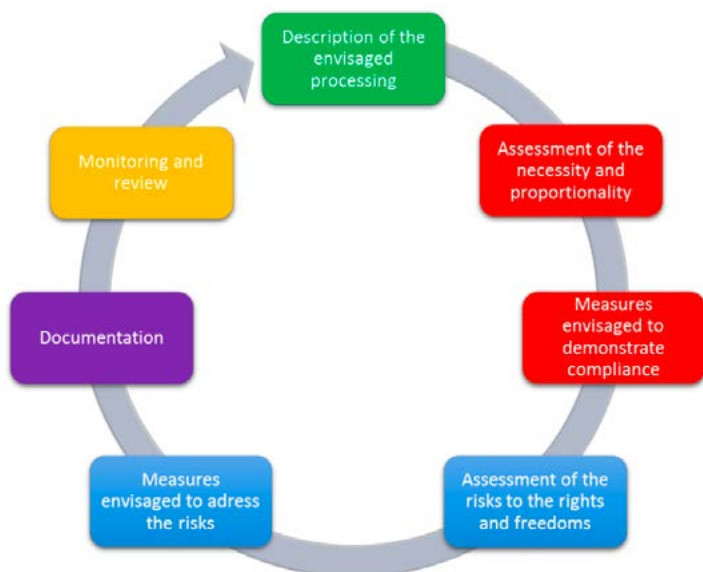 Description of the
envisaged
processing
Assessment of the
necessity and
proportionality
Measures
envisaged to
demonstrate
compliance
Assessment of the
risks to the rights
and freedoms
Measures
envisaged to adress
the risks
Documentation
Monitoring and
review